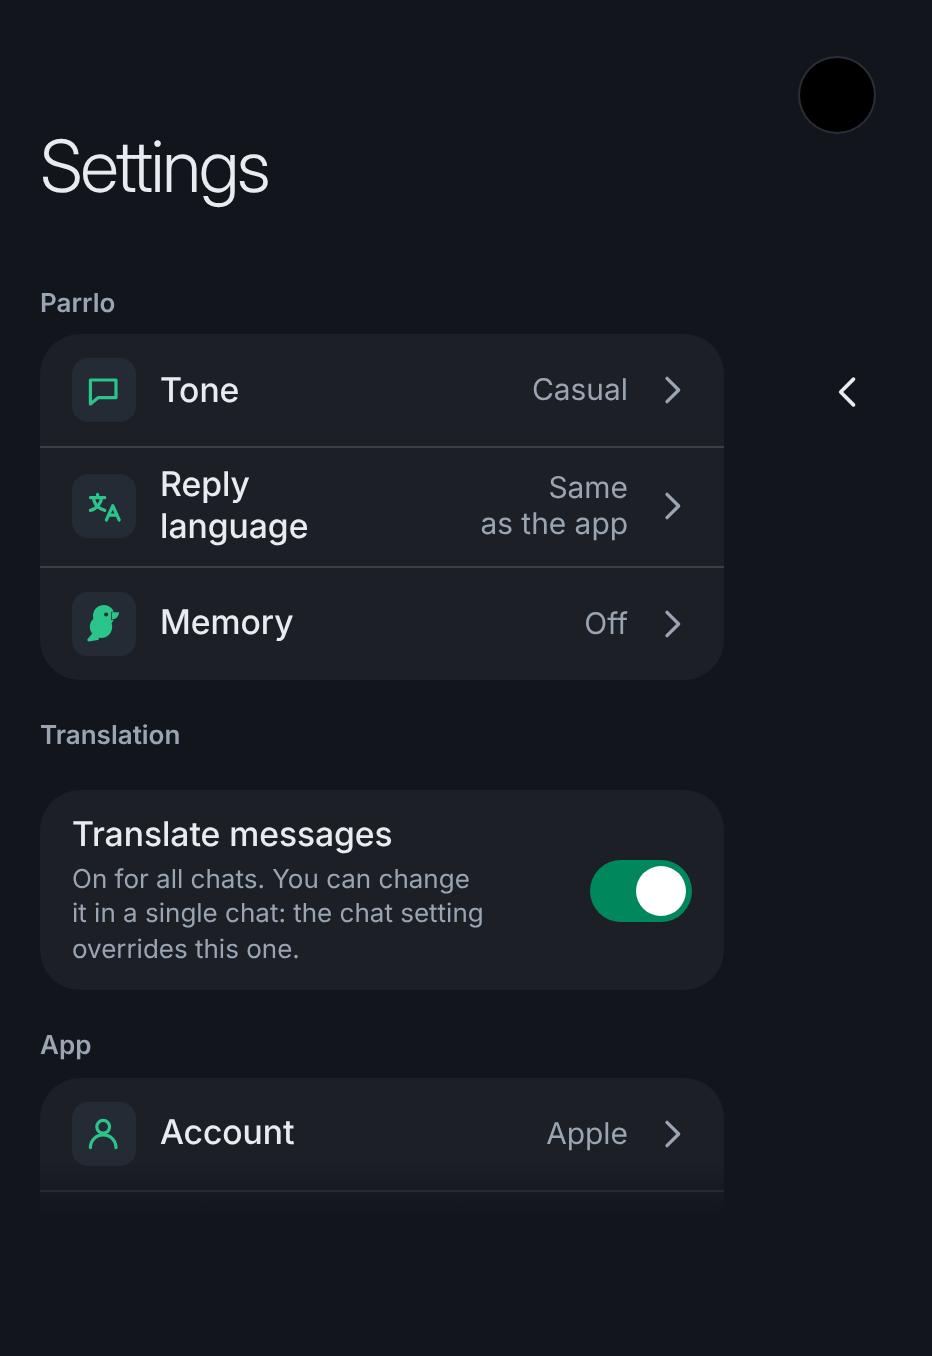 Settings
Parrlo
Tone
Casual
Reply
language
Same
as the app
Memory
Off
Translation
Translate messages
On for all chats. You can change
it in a single chat: the chat setting
overrides this one.
App
Account
Apple